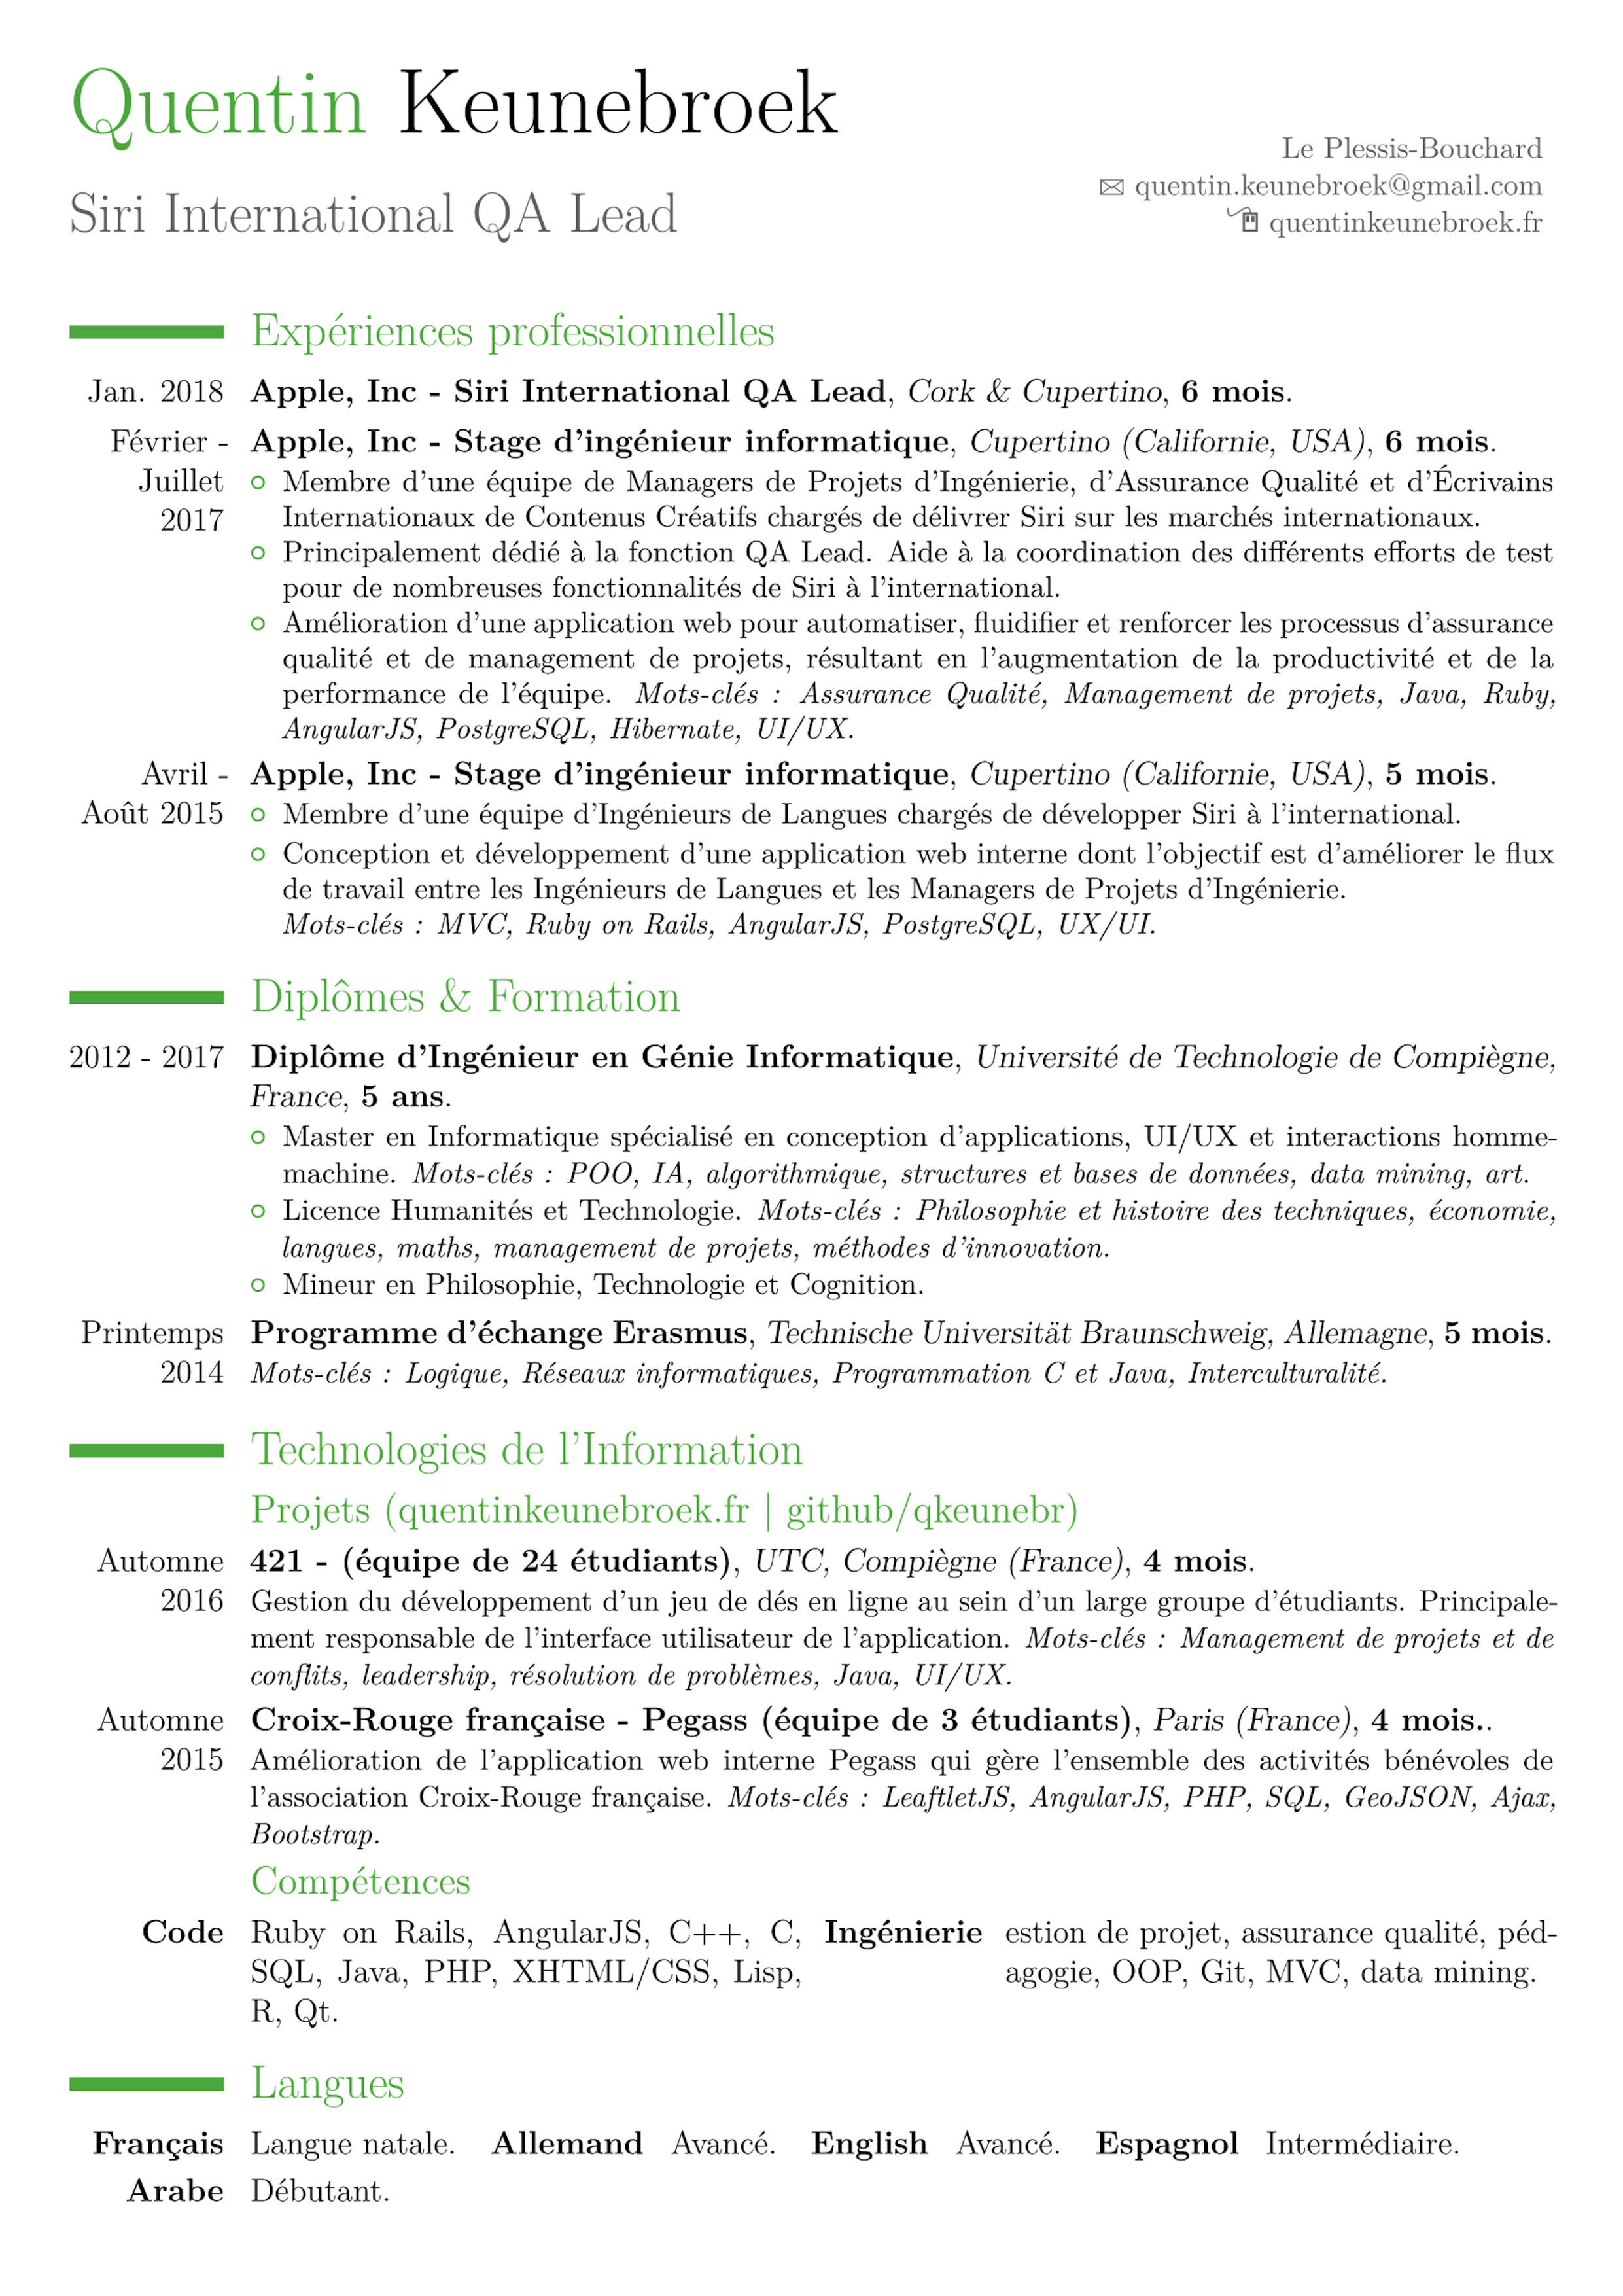 Quentin Keunebroek
Siri International QA Lead
Le Plessis-Bouchard
quentin.keunebroek@gmail.com
quentinkeunebroek.fr
Expériences professionnelles
Jan. 2018 Apple, Inc - Siri International QA Lead, Cork & Cupertino, 6 mois.
Février - Apple, Inc - Stage d'ingénieur informatique, Cupertino (Californie, USA), 6 mois.
Juillet Membre d'une équipe de Managers de Projets d'Ingénierie, d'Assurance Qualité et d'Écrivains
2017 Internationaux de Contenus Créatifs chargés de délivrer Siri sur les marchés internationaux.
Principalement dédié à la fonction QA Lead. Aide à la coordination des différents efforts de test
pour de nombreuses fonctionnalités de Siri à l'international.
Amélioration d'une application web pour automatiser, fluidifier et renforcer les processus d'assurance
qualité et de management de projets, résultant en l'augmentation de la productivité et de la
performance de l'équipe. Mots-clés : Assurance Qualité, Management de projets, Java, Ruby,
AngularJS, PostgreSQL, Hibernate, UI/UX.
Avril - Apple, Inc - Stage d'ingénieur informatique, Cupertino (Californie, USA), 5 mois.
Août 2015 Membre d'une équipe d'Ingénieurs de Langues chargés de développer Siri à l'international.
Conception et développement d'une application web interne dont l'objectif est d'améliorer le flux
de travail entre les Ingénieurs de Langues et les Managers de Projets d'Ingénierie.
Mots-clés : MVC, Ruby on Rails, AngularJS, PostgreSQL, UX/UI.
Diplômes & Formation
2012 - 2017 Diplôme d'Ingénieur en Génie Informatique, Université de Technologie de Compiègne,
France, 5 ans.
Master en Informatique spécialisé en conception d'applications, UI/UX et interactions homme-
machine. Mots-clés : POO, IA, algorithmique, structures et bases de données, data mining, art.
Licence Humanités et Technologie. Mots-clés : Philosophie et histoire des techniques, économie,
langues, maths, management de projets, méthodes d'innovation.
Mineur en Philosophie, Technologie et Cognition.
Printemps Programme d'échange Erasmus, Technische Universität Braunschweig, Allemagne, 5 mois.
2014 Mots-clés : Logique, Réseaux informatiques, Programmation C et Java, Interculturalité.
Technologies de l'Information
Projets (quentinkeunebroek.fr | github/qkeunebr)
Automne 421 - (équipe de 24 étudiants), UTC, Compiègne (France), 4 mois.
2016 Gestion du développement d'un jeu de dés en ligne au sein d'un large groupe d'étudiants. Principale-
ment responsable de l'interface utilisateur de l'application. Mots-clés : Management de projets et de
conflits, leadership, résolution de problèmes, Java, UI/UX.
Automne Croix-Rouge française - Pegass (équipe de 3 étudiants), Paris (France), 4 mois..
2015 Amélioration de l'application web interne Pegass qui gère l'ensemble des activités bénévoles de
l'association Croix-Rouge française. Mots-clés : LeaftletJS, AngularJS, PHP, SQL, GeoJSON, Ajax,
Bootstrap.
Compétences
Code Ruby on Rails, AngularJS, C++, C, Ingénierie estion de projet, assurance qualité, péd-
SQL, Java, PHP, XHTML/CSS, Lisp, agogie, OOP, Git, MVC, data mining.
R, Qt.
Langues
Français Langue natale. Allemand Avancé. English Avancé. Espagnol Intermédiaire.
Arabe Débutant.